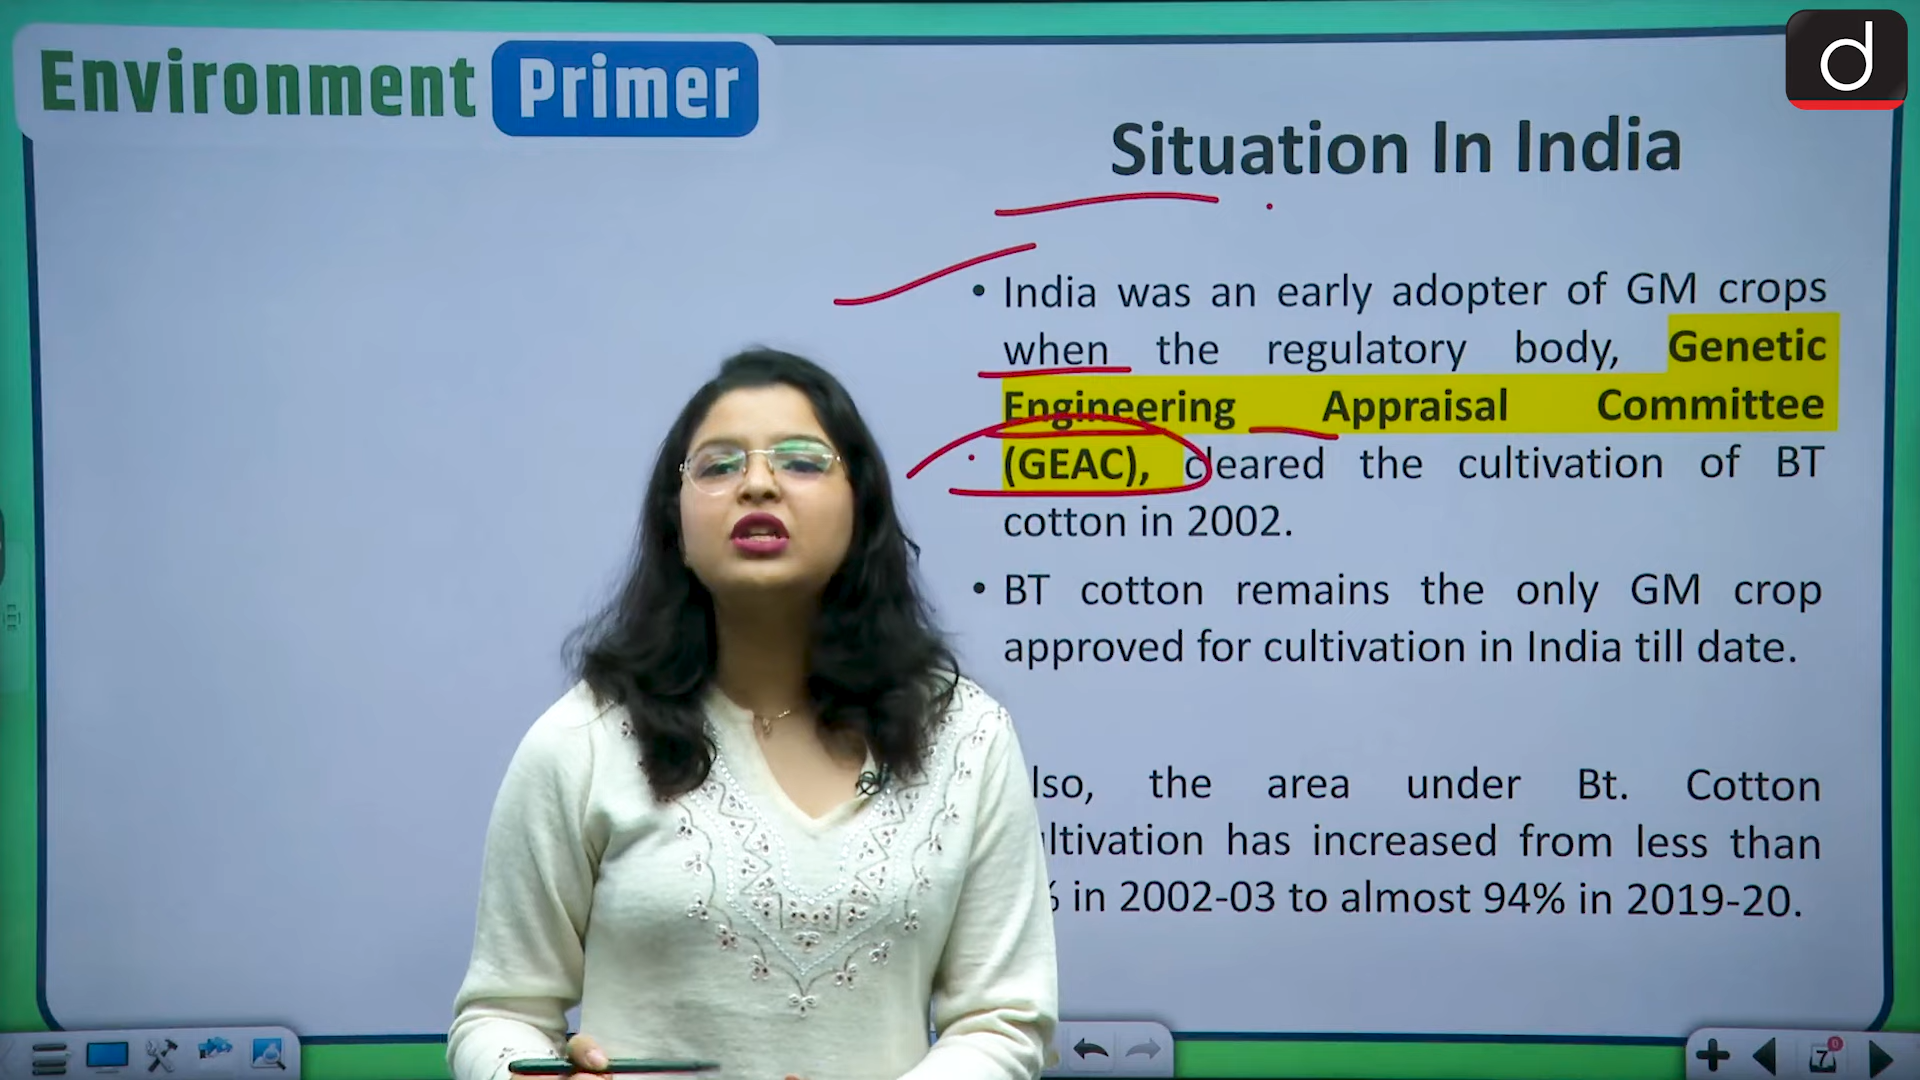 Environment Primer
d
Situation In India
• India was an early adopter of GM crops
when the regulatory body, Genetic
Engineering Appraisal Committee
(GEAC), cleared the cultivation of BT
cotton in 2002.
• BT cotton remains the only GM crop
approved for cultivation in India till date.
lso, the area under Bt. Cotton
ltivation has increased from less than
% in 2002-03 to almost 94% in 2019-20.
7
0